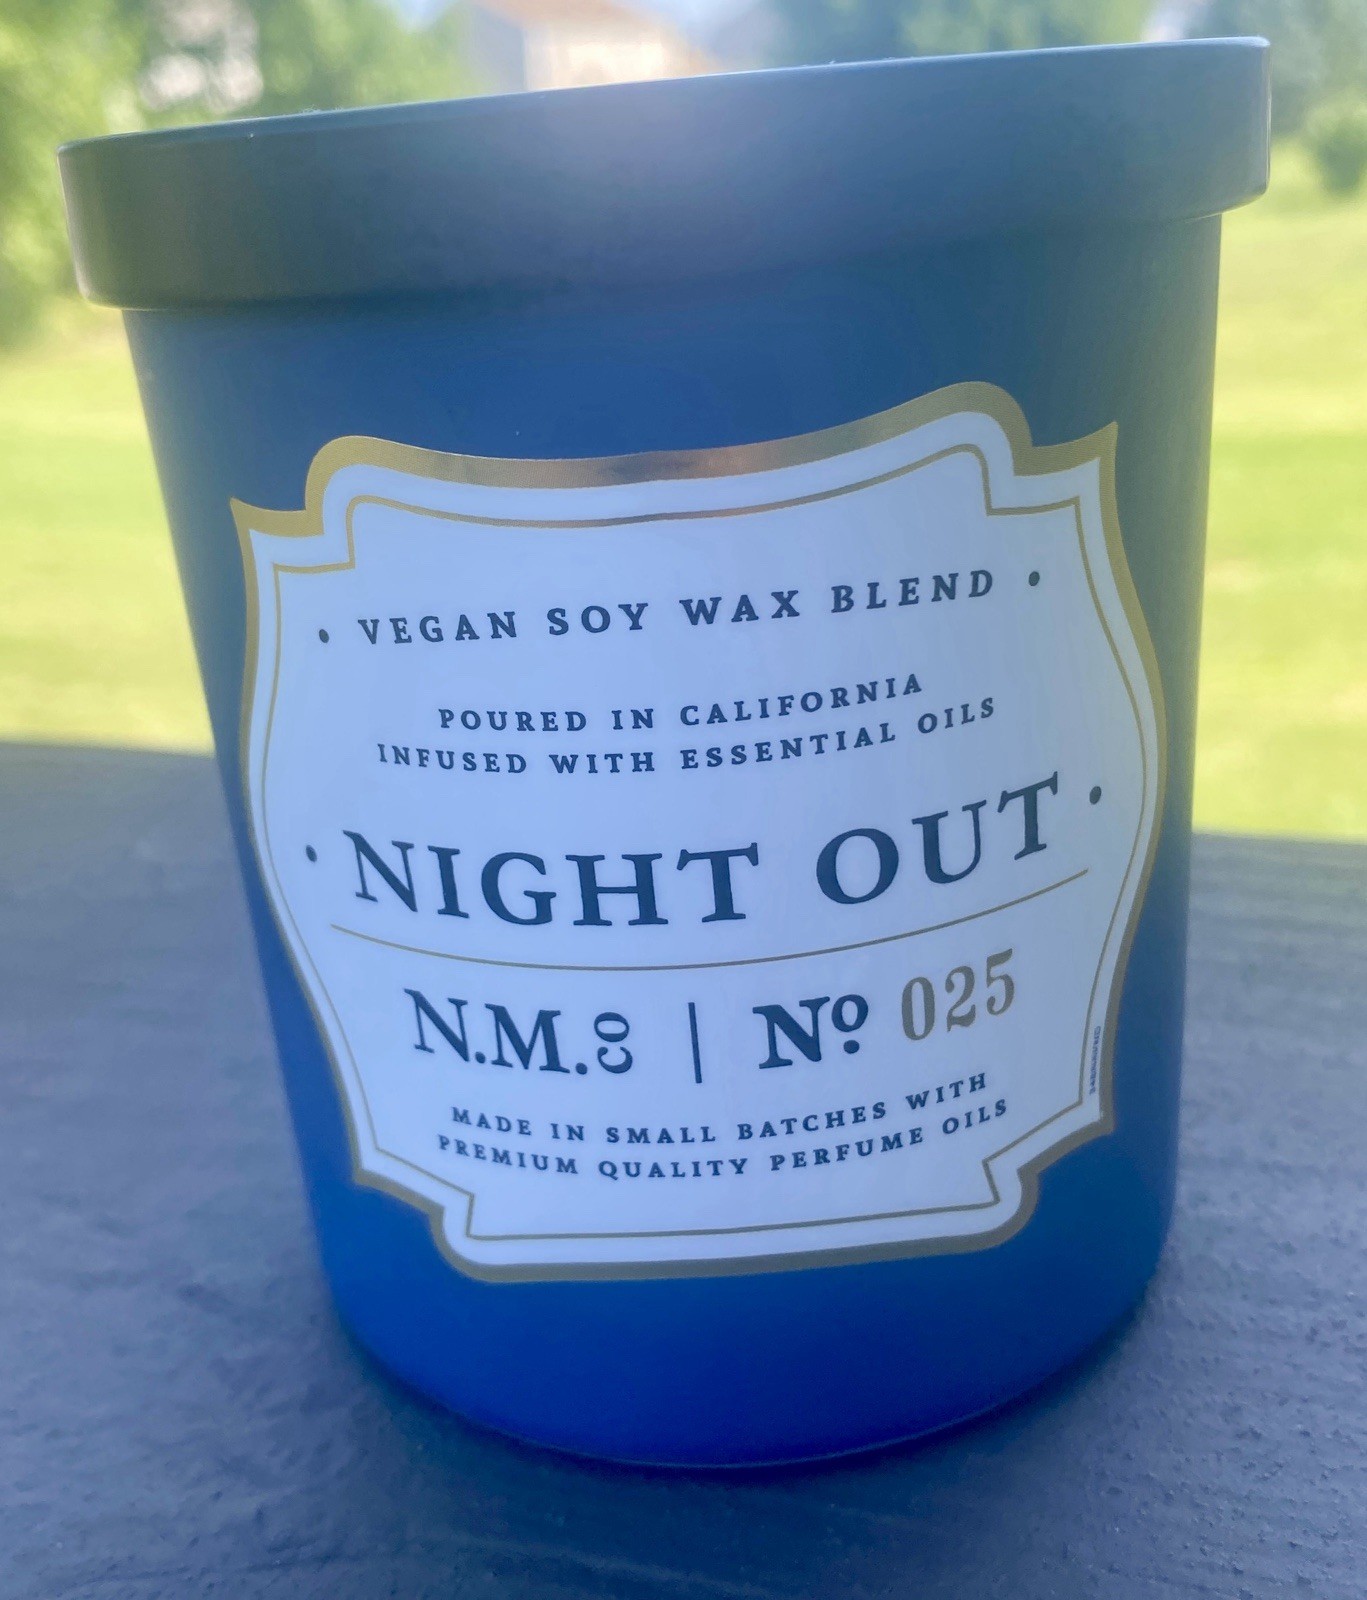 • VEGAN SOY WAX BLEND •
POURED IN CALIFORNIA
INFUSED WITH ESSENTIAL OILS
• NIGHT OUT •
N.M.CO | Nº 025
MADE IN SMALL BATCHES WITH
PREMIUM QUALITY PERFUME OILS